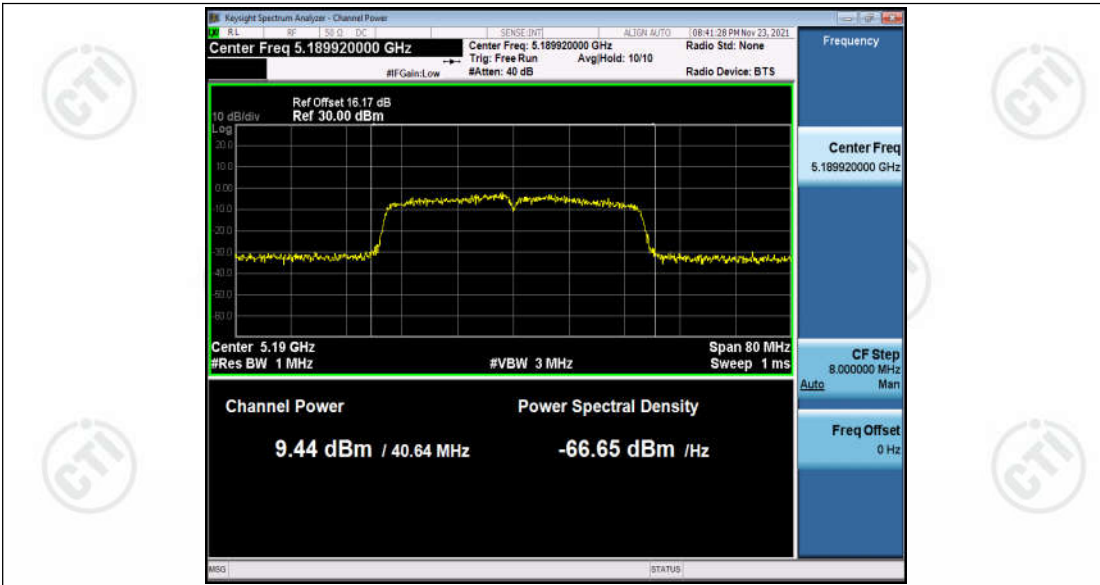 Keysight Spectrum Analyzer - Channel Power
RL RF 50 Ω DC SENSE:INT ALIGN AUTO 08:41:28 PM Nov 23, 2021
Center Freq 5.189920000 GHz
Center Freq: 5.189920000 GHz Radio Std: None
Trig: Free Run Avg|Hold: 10/10
#IFGain:Low #Atten: 40 dB Radio Device: BTS
Ref Offset 16.17 dB
10 dB/div Ref 30.00 dBm
Log
20.0
10.0
0.00
-10.0
-20.0
-30.0
-40.0
-50.0
-60.0
Center 5.19 GHz Span 80 MHz
#Res BW 1 MHz #VBW 3 MHz Sweep 1 ms
Channel Power Power Spectral Density
9.44 dBm / 40.64 MHz -66.65 dBm /Hz
MSG STATUS
Frequency
Center Freq
5.189920000 GHz
CF Step
8.000000 MHz
Auto Man
Freq Offset
0 Hz
CTI
CTI
CTI
CTI